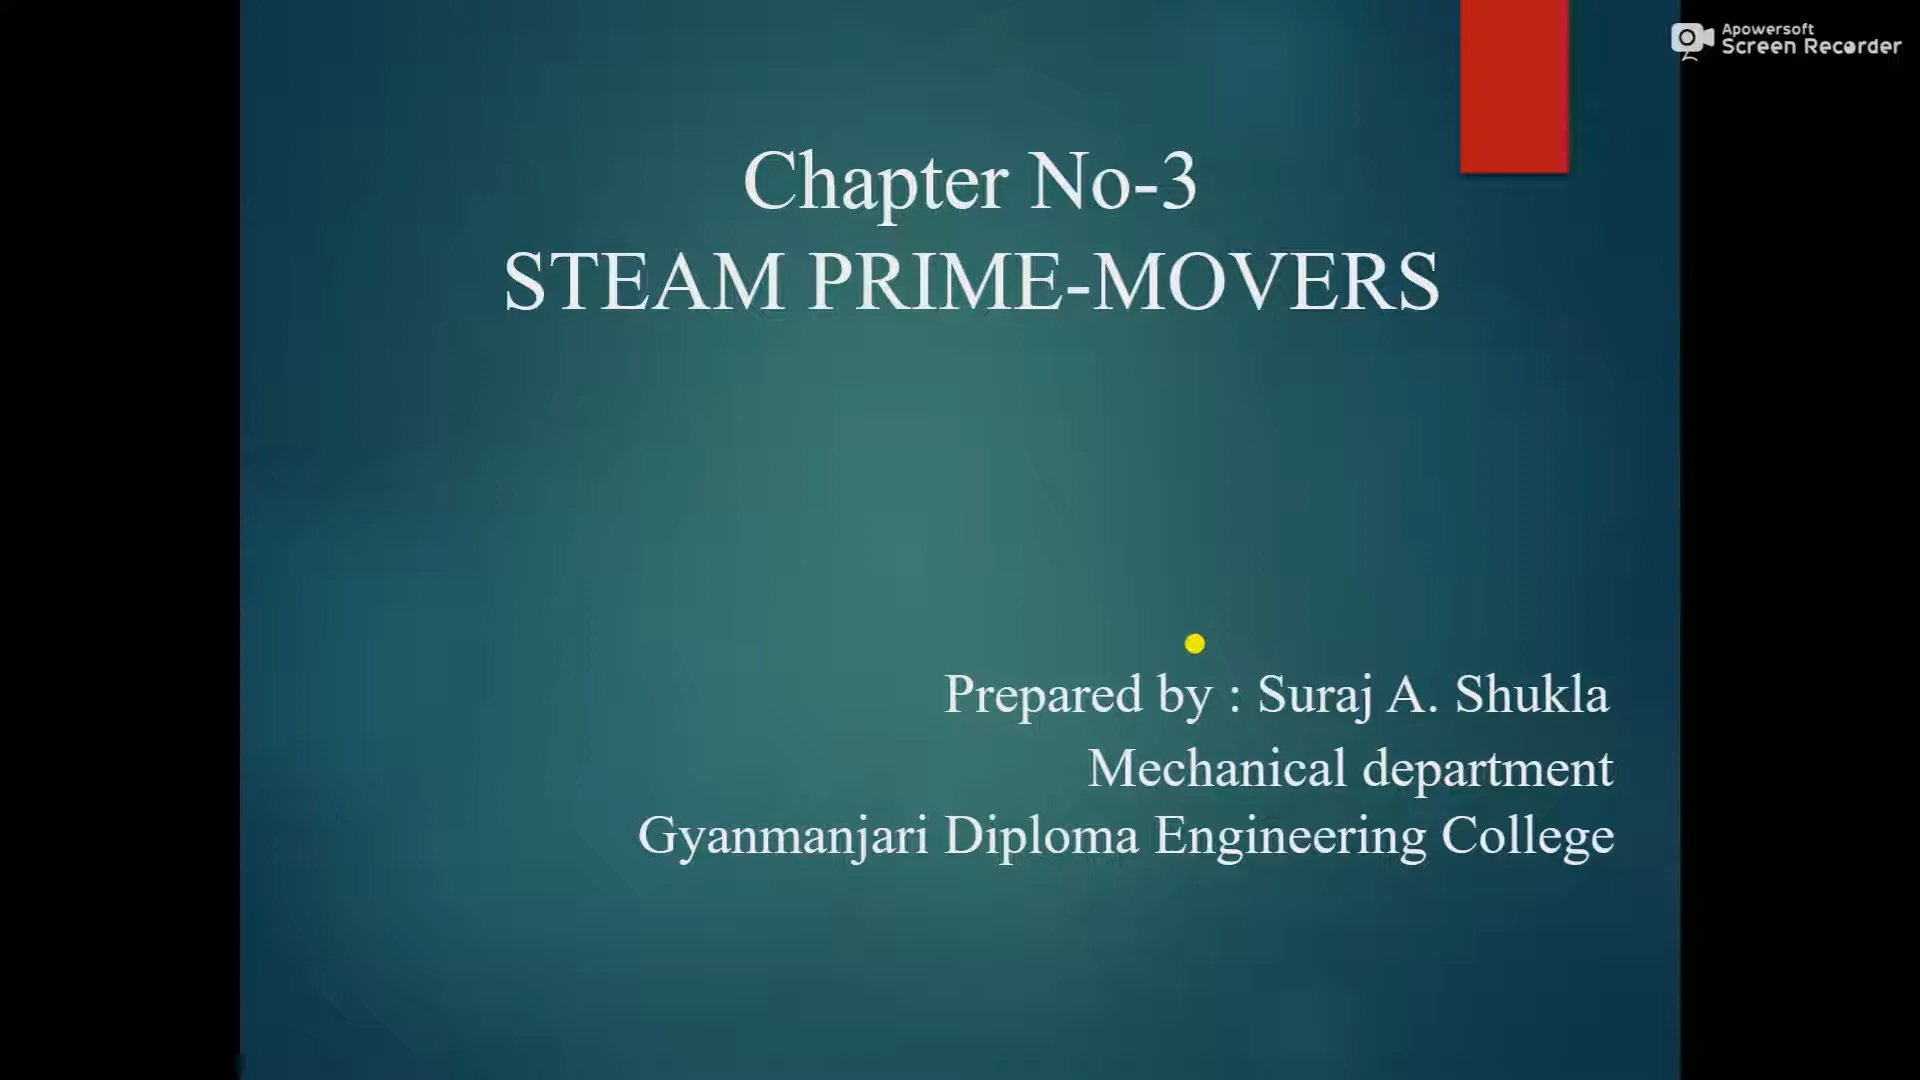 Apowersoft
Screen Recorder
Chapter No-3
STEAM PRIME-MOVERS
Prepared by : Suraj A. Shukla
Mechanical department
Gyanmanjari Diploma Engineering College